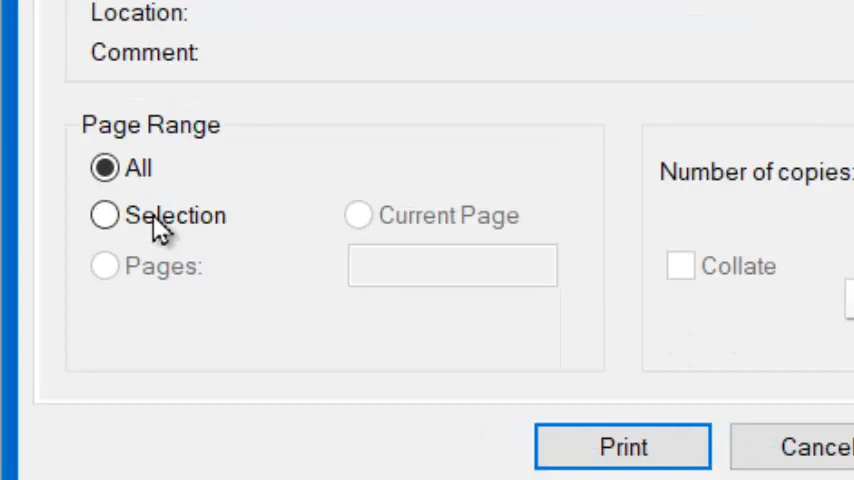 Location:
Comment:
Page Range
All
Number of copies:
Selection
Current Page
Pages:
Collate
Print
Cancel